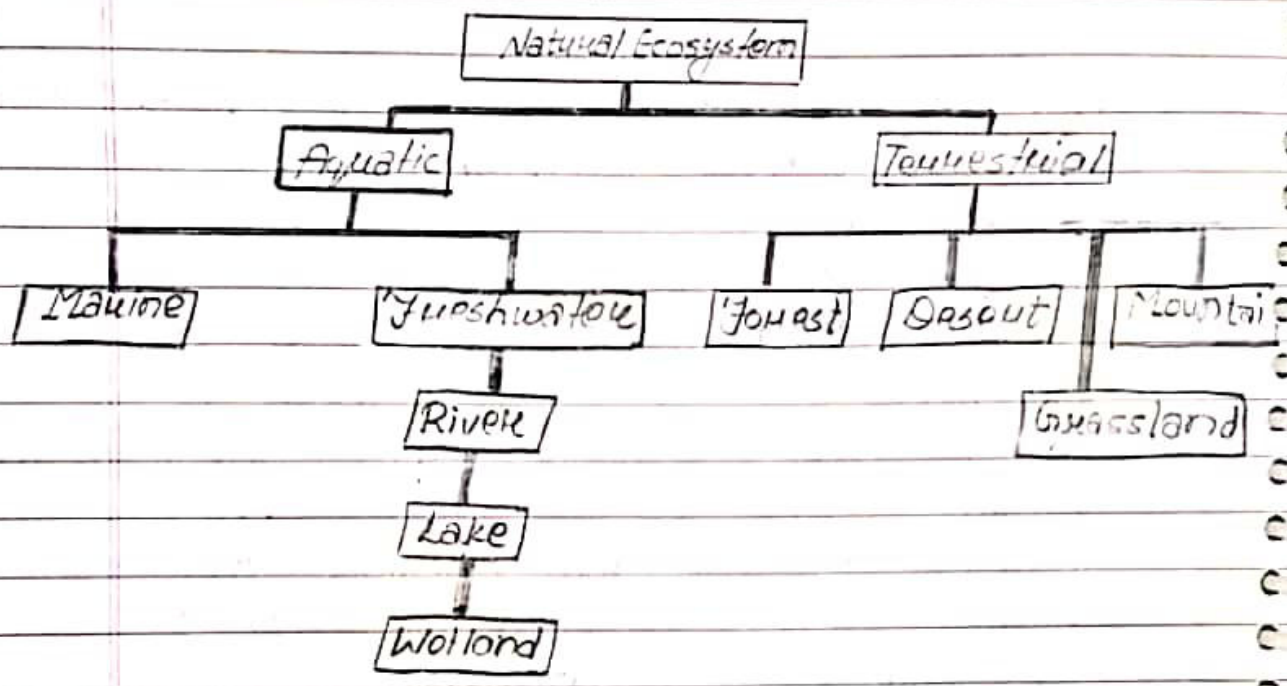 Natural Ecosystem
Aquatic Terrestrial
Marine Freshwater Forest Desert Mountai
River Grassland
Lake
Wetland